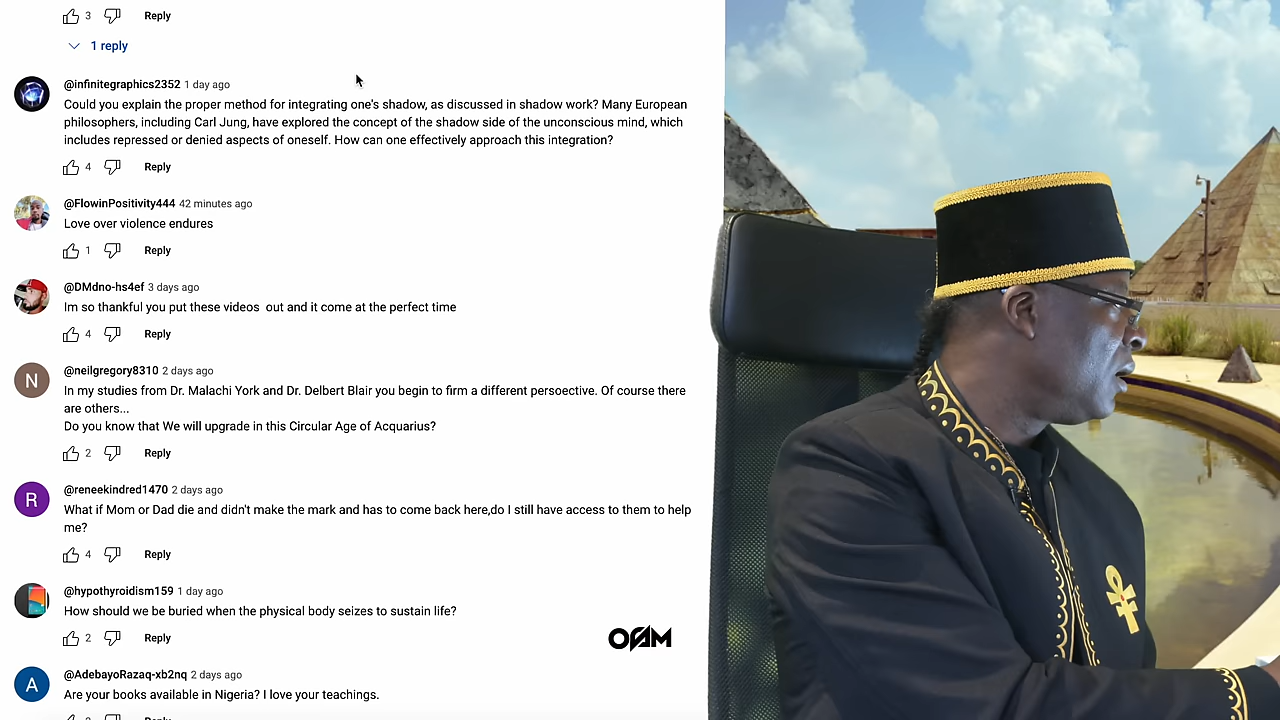 3 Reply
1 reply
@infinitegraphics2352 1 day ago
Could you explain the proper method for integrating one's shadow, as discussed in shadow work? Many European
philosophers, including Carl Jung, have explored the concept of the shadow side of the unconscious mind, which
includes repressed or denied aspects of oneself. How can one effectively approach this integration?
4 Reply
@FlowinPositivity444 42 minutes ago
Love over violence endures
1 Reply
@DMdno-hs4ef 3 days ago
Im so thankful you put these videos out and it come at the perfect time
4 Reply
N
@neilgregory8310 2 days ago
In my studies from Dr. Malachi York and Dr. Delbert Blair you begin to firm a different persoective. Of course there
are others...
Do you know that We will upgrade in this Circular Age of Acquarius?
2 Reply
R
@reneekindred1470 2 days ago
What if Mom or Dad die and didn't make the mark and has to come back here,do I still have access to them to help
me?
4 Reply
@hypothyroidism159 1 day ago
How should we be buried when the physical body seizes to sustain life?
2 Reply
OFAM
A
@AdebayoRazaq-xb2nq 2 days ago
Are your books available in Nigeria? I love your teachings.